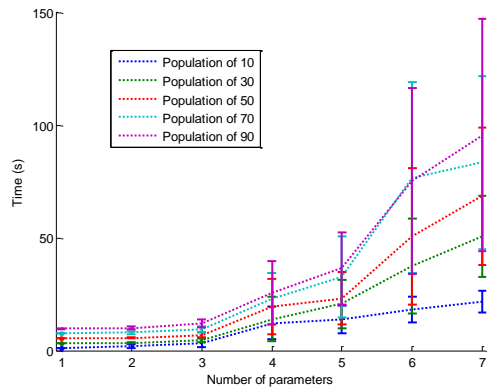 150
100
50
0
Time (s)
Population of 10
Population of 30
Population of 50
Population of 70
Population of 90
1 2 3 4 5 6 7
Number of parameters